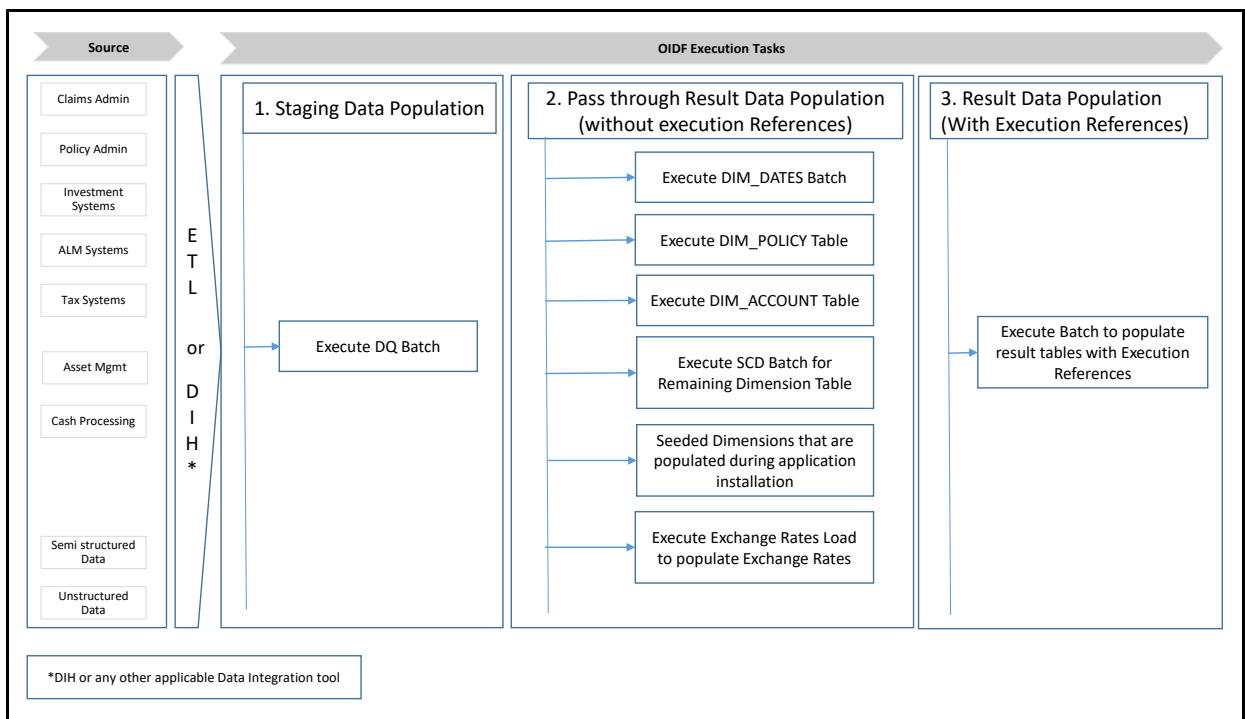 Source
OIDF Execution Tasks
Claims Admin
Policy Admin
Investment
Systems
ALM Systems
Tax Systems
Asset Mgmt
Cash Processing
Semi structured
Data
Unstructured
Data
E
T
L
or
D
I
H
*
1. Staging Data Population
Execute DQ Batch
2. Pass through Result Data Population
(without execution References)
Execute DIM_DATES Batch
Execute DIM_POLICY Table
Execute DIM_ACCOUNT Table
Execute SCD Batch for
Remaining Dimension Table
Seeded Dimensions that are
populated during application
installation
Execute Exchange Rates Load
to populate Exchange Rates
3. Result Data Population
(With Execution References)
Execute Batch to populate
result tables with Execution
References
*DIH or any other applicable Data Integration tool